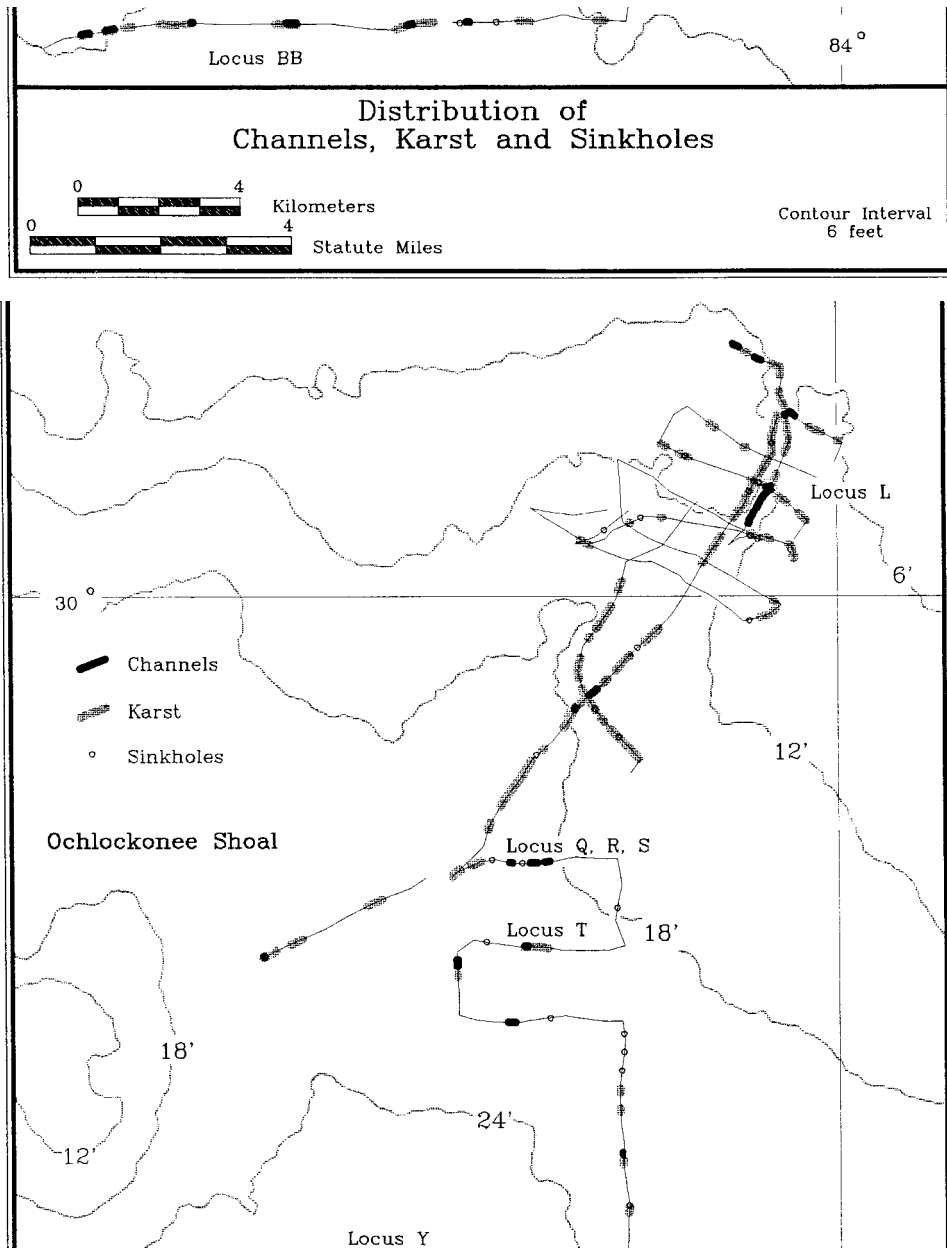 Locus BB
84°
Distribution of
Channels, Karst and Sinkholes
0 4
Kilometers
0 4
Statute Miles
Contour Interval
6 feet
Locus L
6'
30°
Channels
Karst
Sinkholes
12'
Ochlockonee Shoal
Locus Q, R, S
Locus T
18'
18'
24'
12'
Locus Y